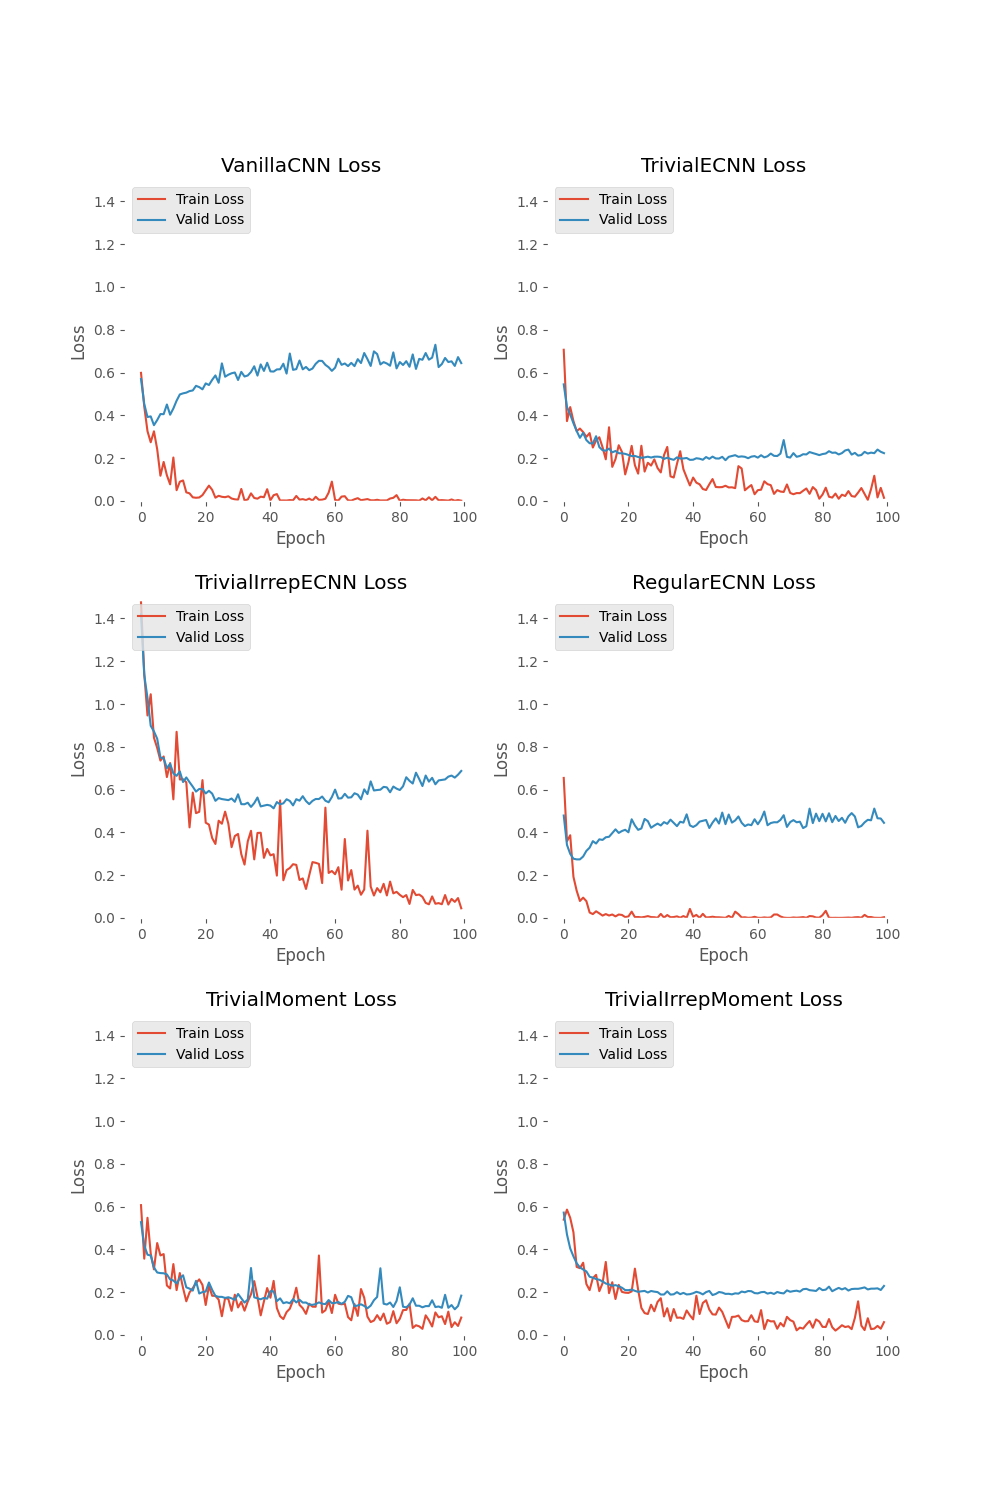 VanillaCNN Loss
Train Loss
Valid Loss
1.4
1.2
1.0
0.8
0.6
0.4
0.2
0.0
Loss
0 20 40 60 80 100
Epoch
TrivialECNN Loss
Train Loss
Valid Loss
1.4
1.2
1.0
0.8
0.6
0.4
0.2
0.0
Loss
0 20 40 60 80 100
Epoch
TrivialIrrepECNN Loss
Train Loss
Valid Loss
1.4
1.2
1.0
0.8
0.6
0.4
0.2
0.0
Loss
0 20 40 60 80 100
Epoch
RegularECNN Loss
Train Loss
Valid Loss
1.4
1.2
1.0
0.8
0.6
0.4
0.2
0.0
Loss
0 20 40 60 80 100
Epoch
TrivialMoment Loss
Train Loss
Valid Loss
1.4
1.2
1.0
0.8
0.6
0.4
0.2
0.0
Loss
0 20 40 60 80 100
Epoch
TrivialIrrepMoment Loss
Train Loss
Valid Loss
1.4
1.2
1.0
0.8
0.6
0.4
0.2
0.0
Loss
0 20 40 60 80 100
Epoch